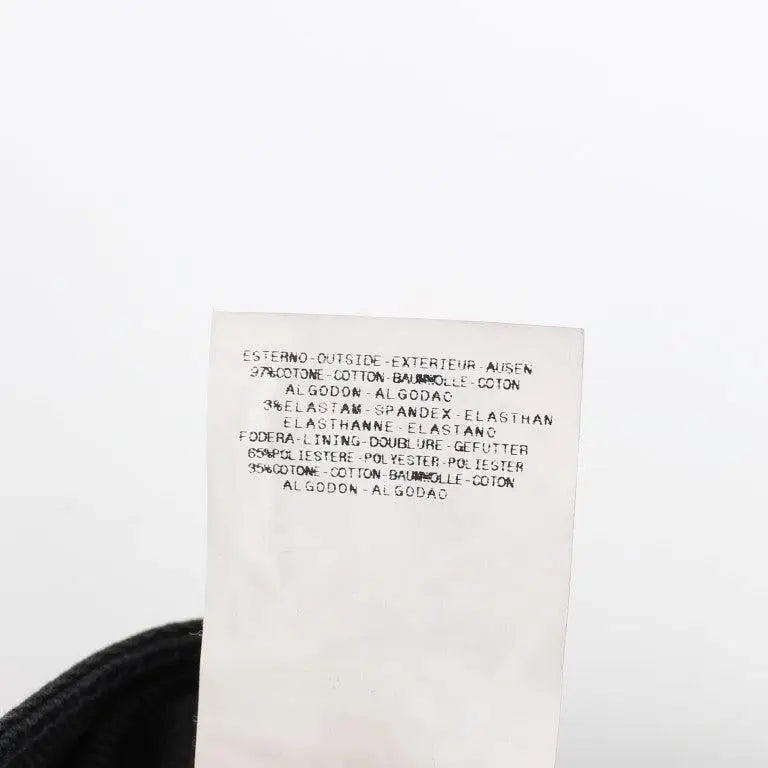 ESTERNO-OUTSIDE-EXTERIEUR-AUSEN
97%COTONE-COTTON-BAUMWOLLE-COTON
ALGODON-ALGODAO
3%ELASTAM-SPANDEX-ELASTHAN
ELASTHANNE-ELASTANO
FODERA-LINING-DOUBLURE-GEFUTTER
65%POLIESTERE-POLYESTER-POLIESTER
35%COTONE-COTTON-BAUMWOLLE-COTON
ALGODON-ALGODAO